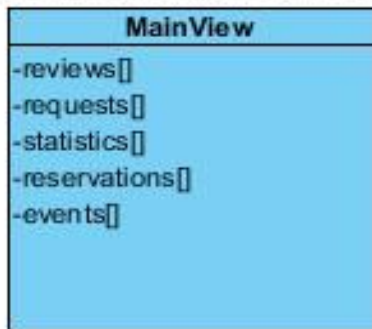 MainView
-reviews[]
-requests[]
-statistics[]
-reservations[]
-events[]